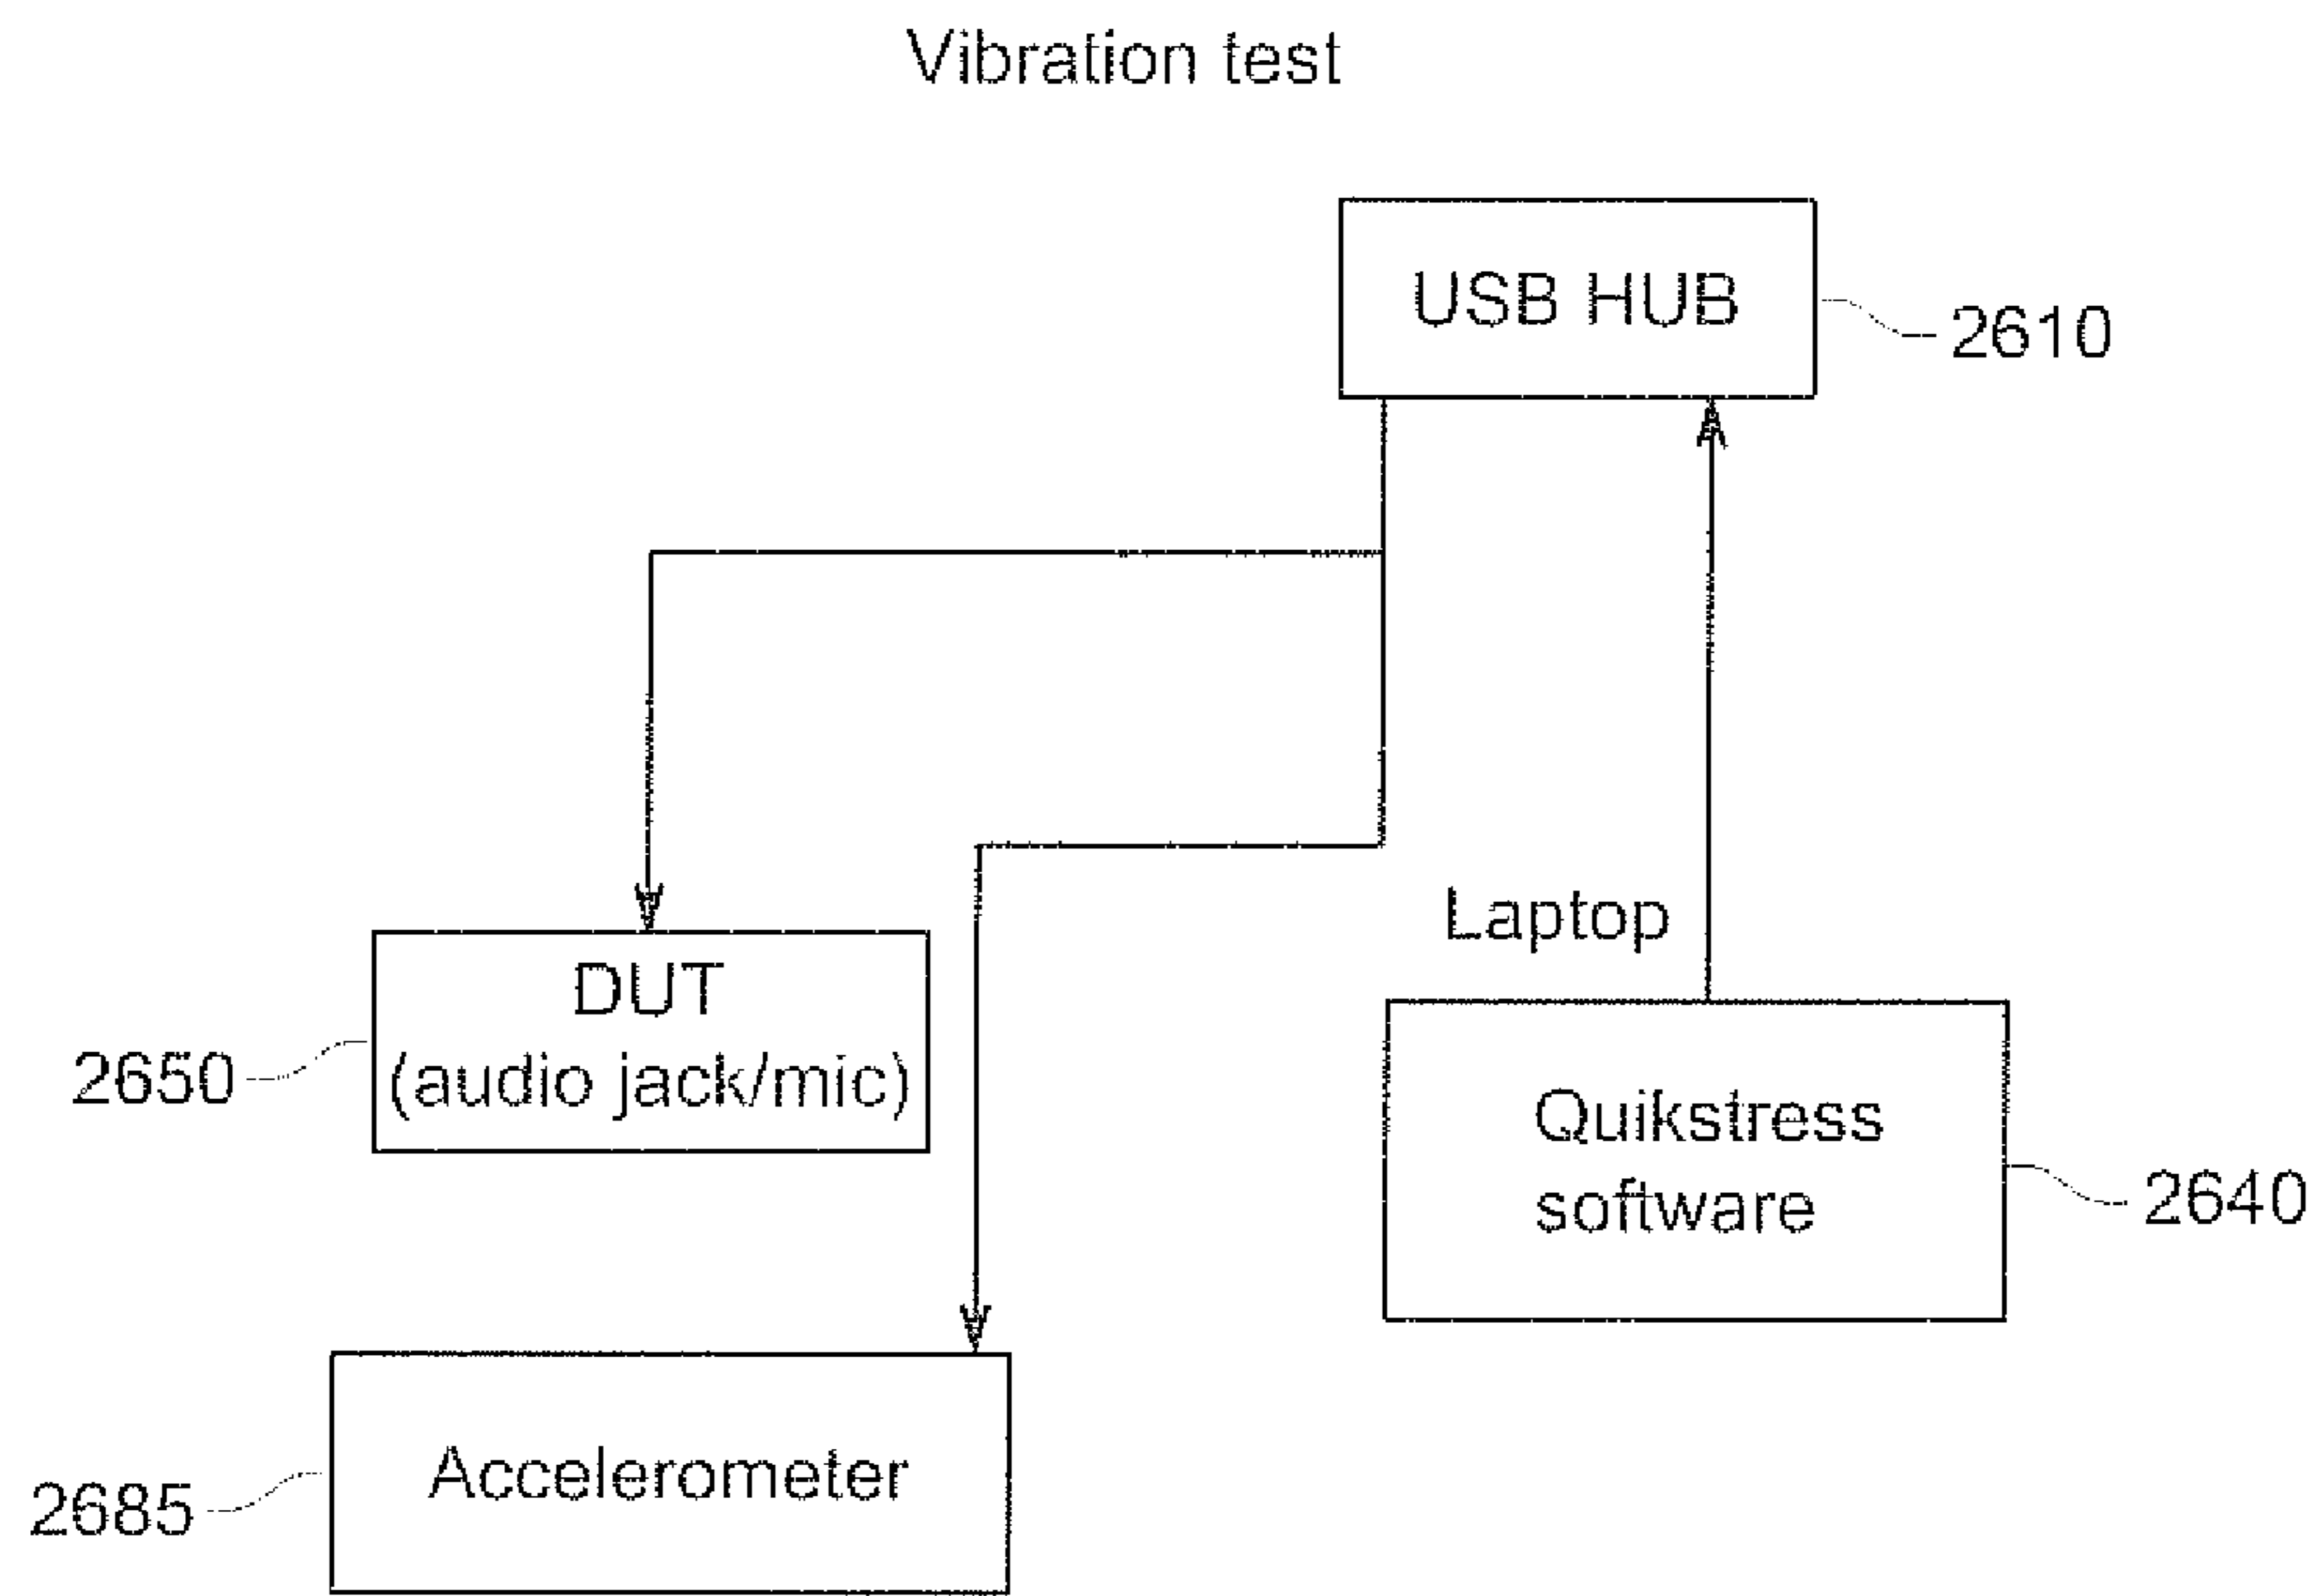 Vibration test
USB HUB
2610
Laptop
DUT
(audio jack/mic)
2650
Quikstress
software
2640
Accelerometer
2685